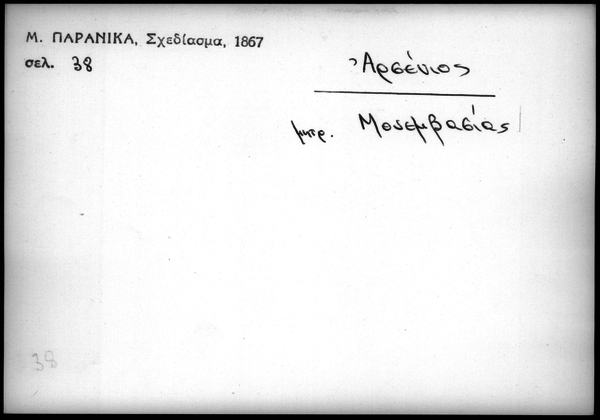 Μ. ΠΑΡΑΝΙΚΑ, Σχεδίασμα, 1867
σελ. 38
Ἀρσένιος
μητρ. Μονεμβασίας
38